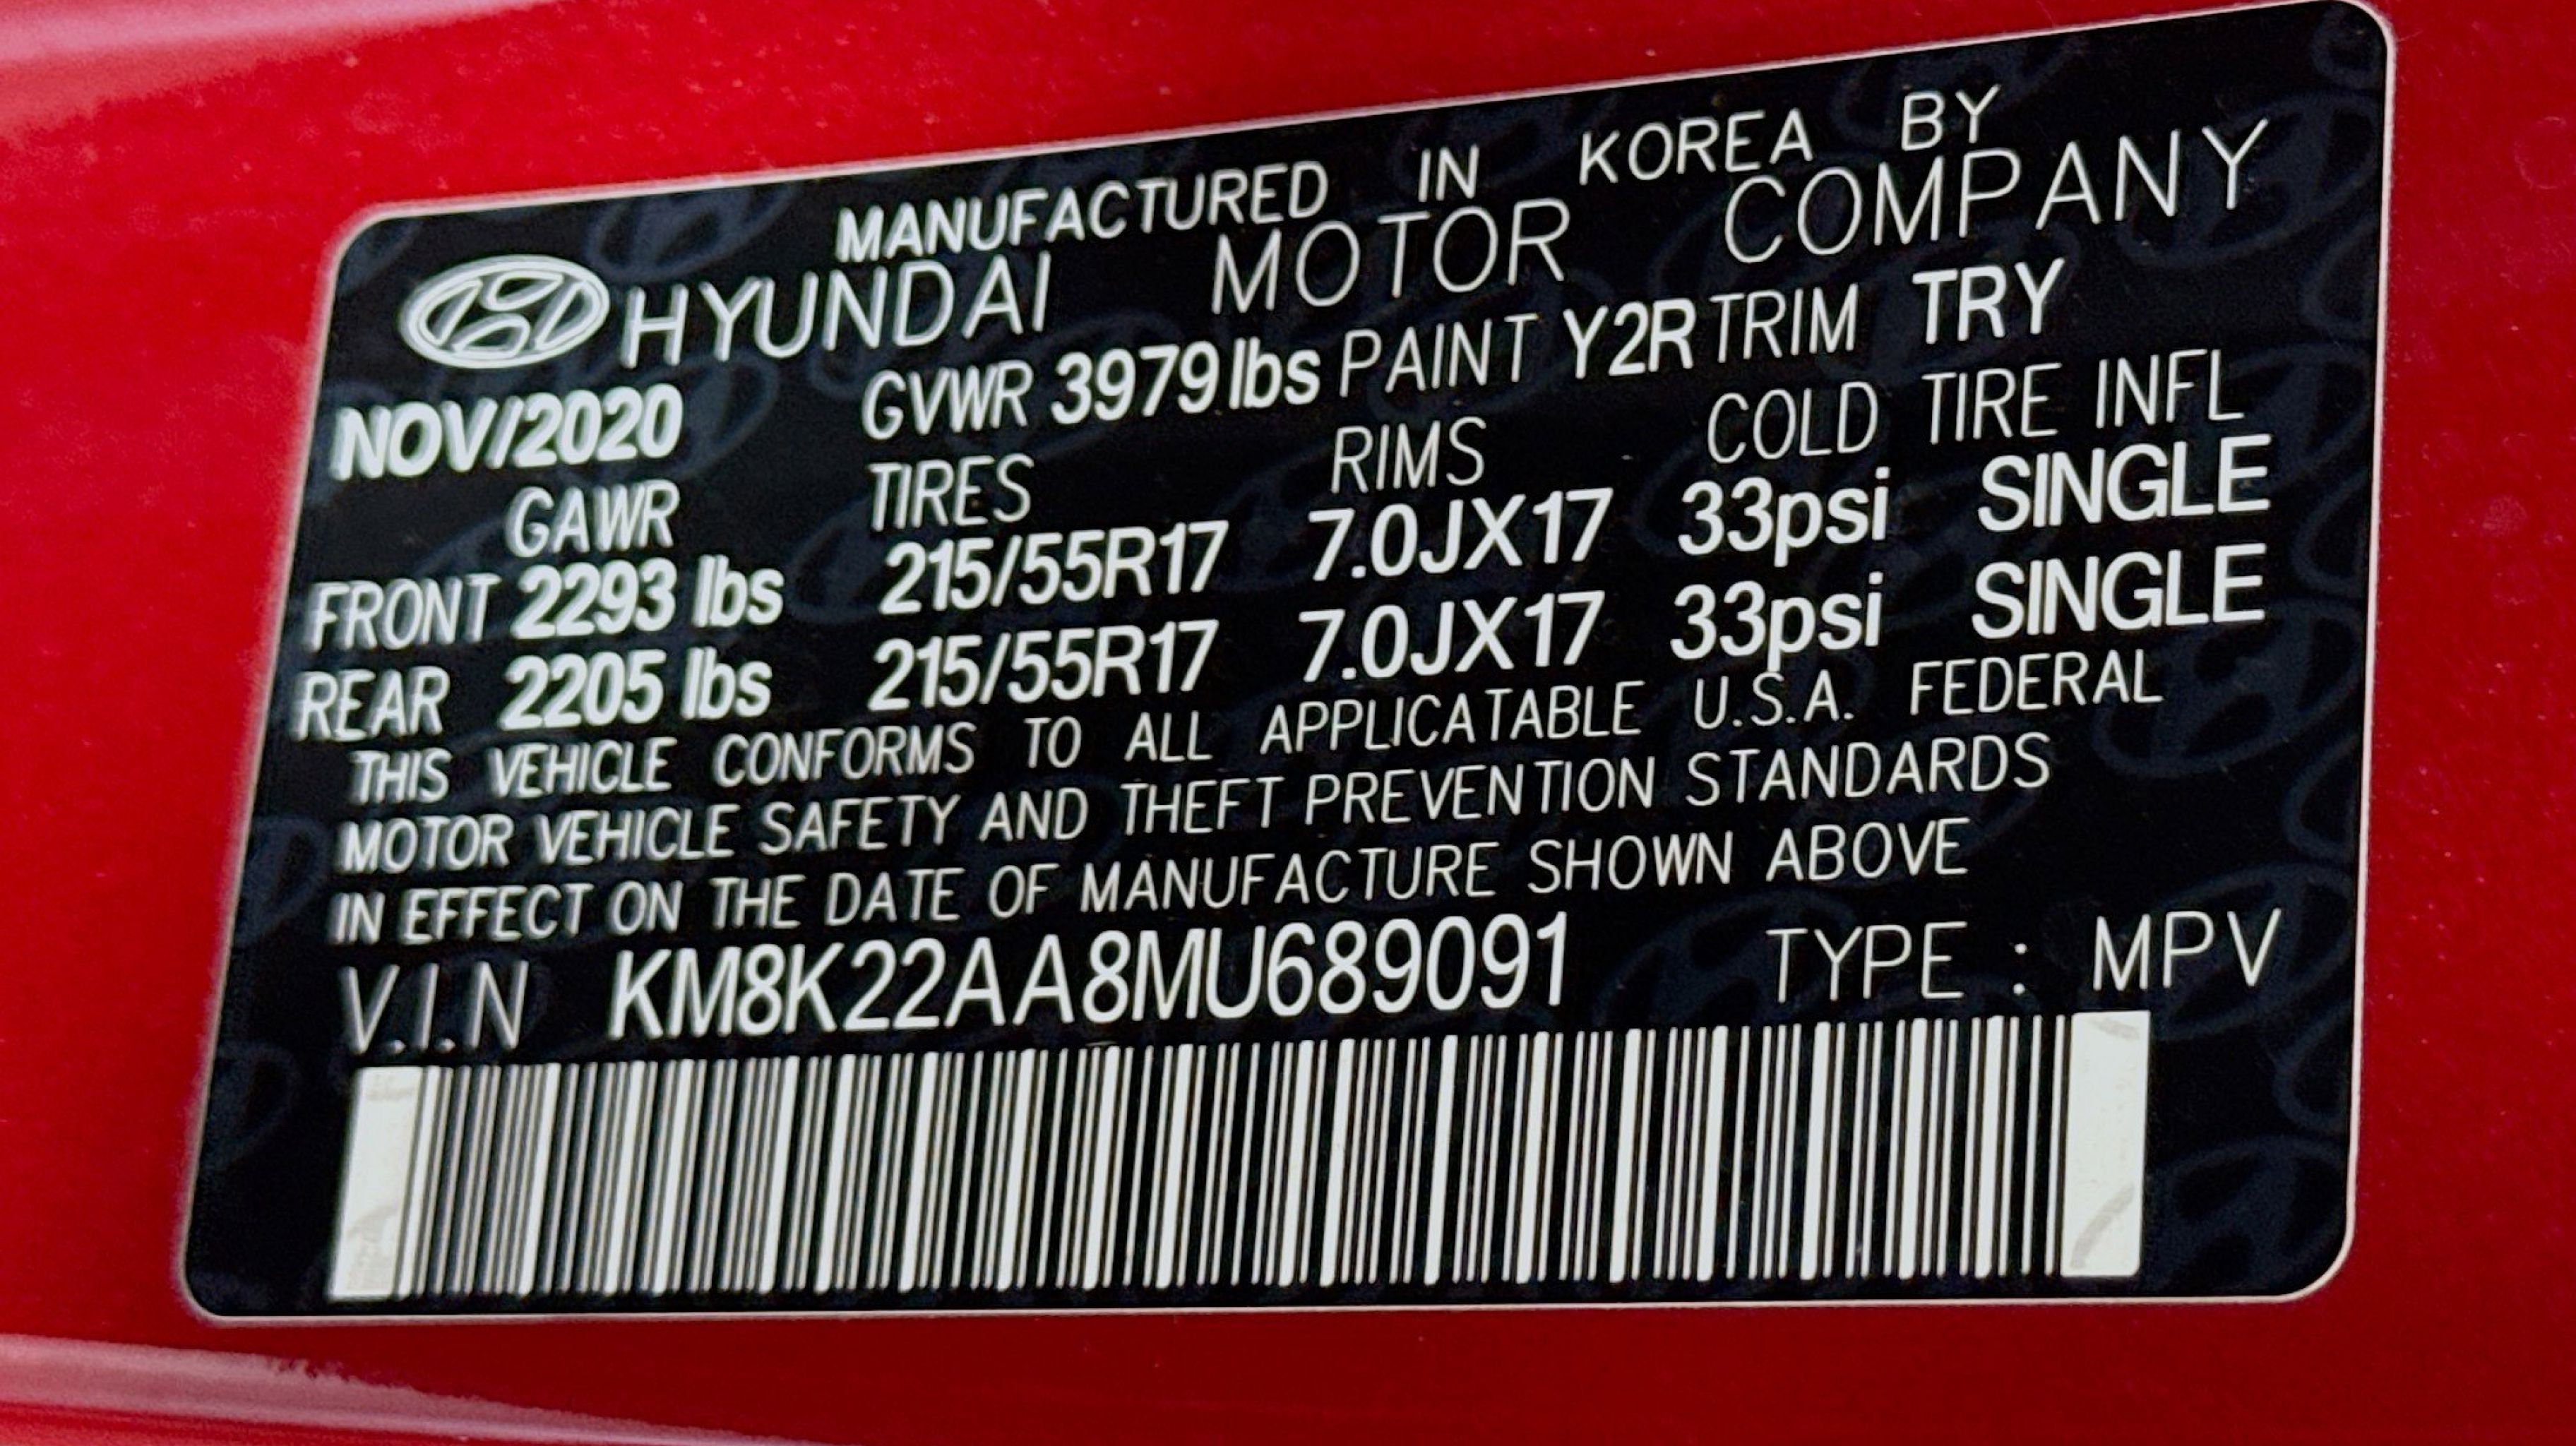 MANUFACTURED IN KOREA BY
HYUNDAI MOTOR COMPANY
NOV/2020 GVWR 3979lbs PAINT Y2R TRIM TRY
GAWR TIRES RIMS COLD TIRE INFL
FRONT 2293 lbs 215/55R17 7.0JX17 33psi SINGLE
REAR 2205 lbs 215/55R17 7.0JX17 33psi SINGLE
THIS VEHICLE CONFORMS TO ALL APPLICATABLE U.S.A. FEDERAL
MOTOR VEHICLE SAFETY AND THEFT PREVENTION STANDARDS
IN EFFECT ON THE DATE OF MANUFACTURE SHOWN ABOVE
V.I.N KM8K22AA8MU689091 TYPE : MPV